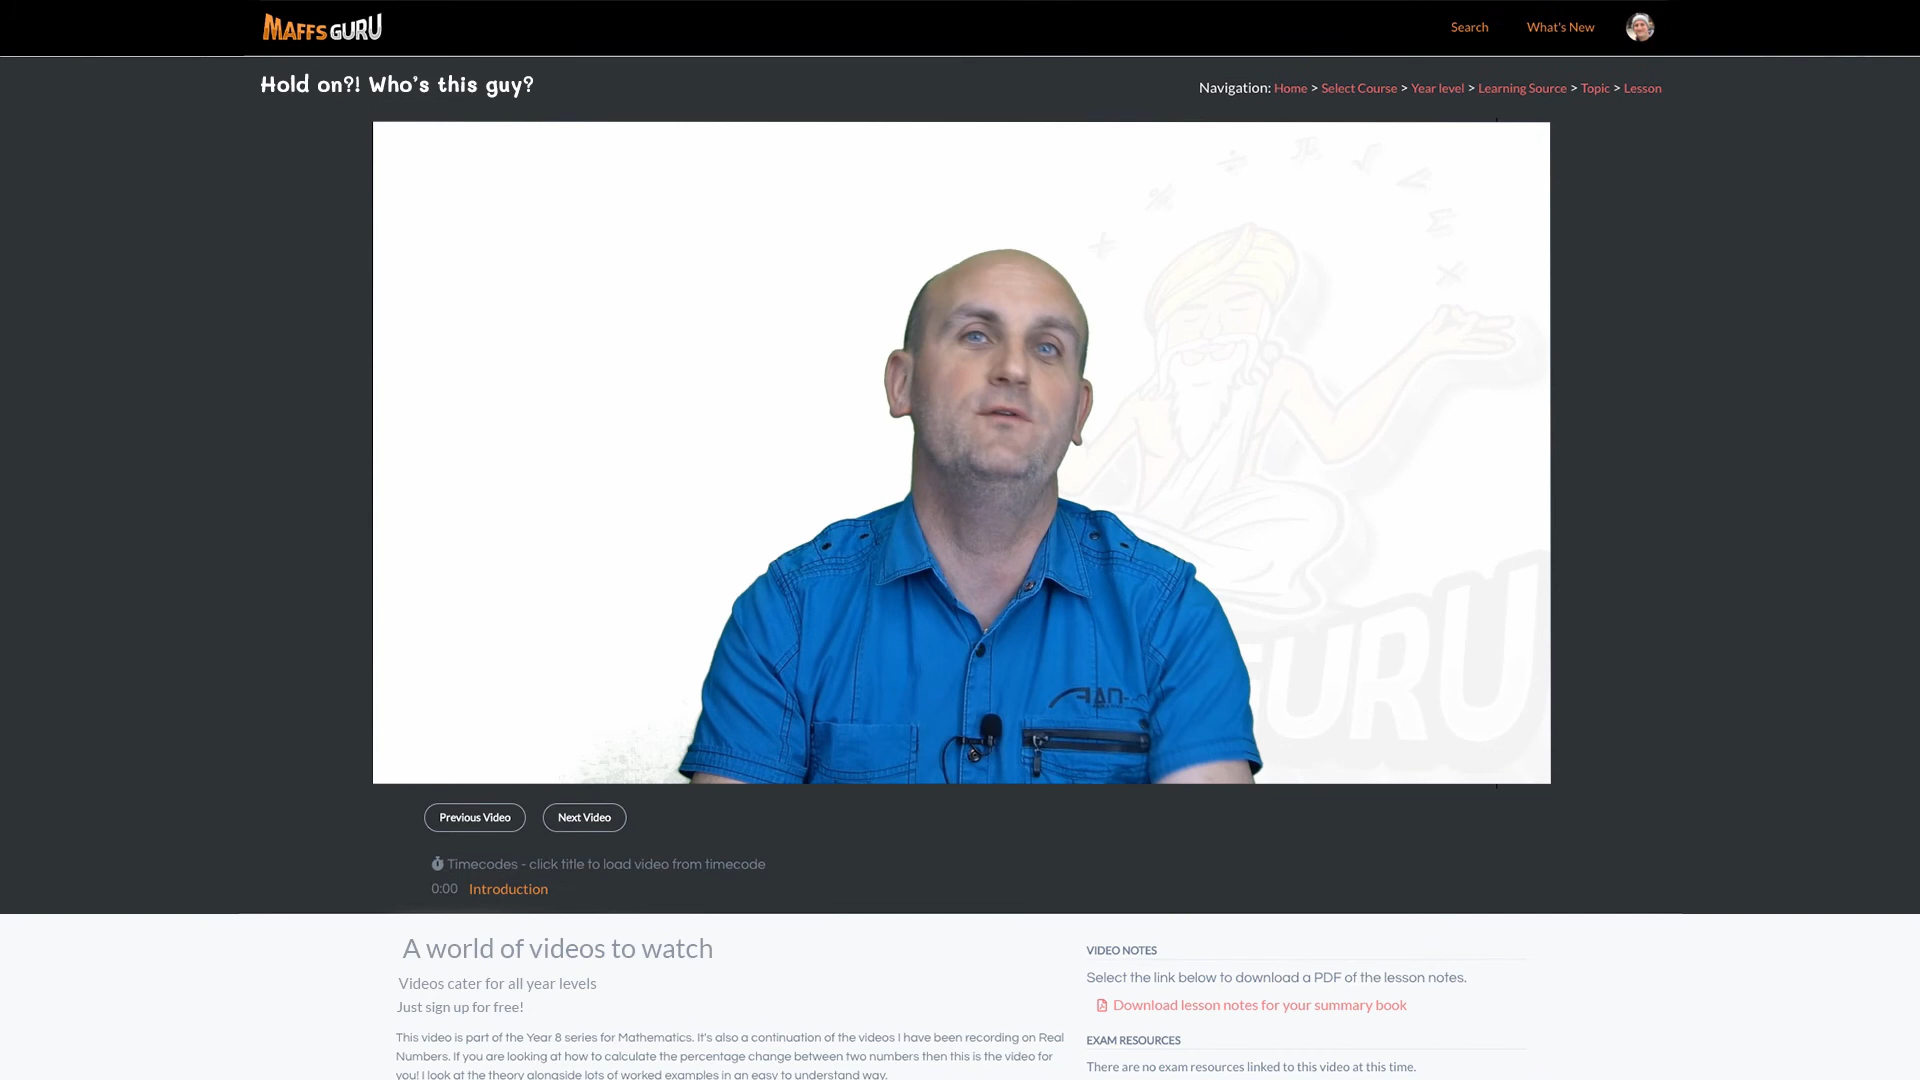 MAFFS GURU
Search
What's New
Hold on?! Who's this guy?
Navigation: Home > Select Course > Year level > Learning Source > Topic > Lesson
GURU
Previous Video
Next Video
Timecodes - click title to load video from timecode
0:00 Introduction
A world of videos to watch
Videos cater for all year levels
Just sign up for free!
This video is part of the Year 8 series for Mathematics. It's also a continuation of the videos I have been recording on Real
Numbers. If you are looking at how to calculate the percentage change between two numbers then this is the video for
you! I look at the theory alongside lots of worked examples in an easy to understand way.
VIDEO NOTES
Select the link below to download a PDF of the lesson notes.
Download lesson notes for your summary book
EXAM RESOURCES
There are no exam resources linked to this video at this time.